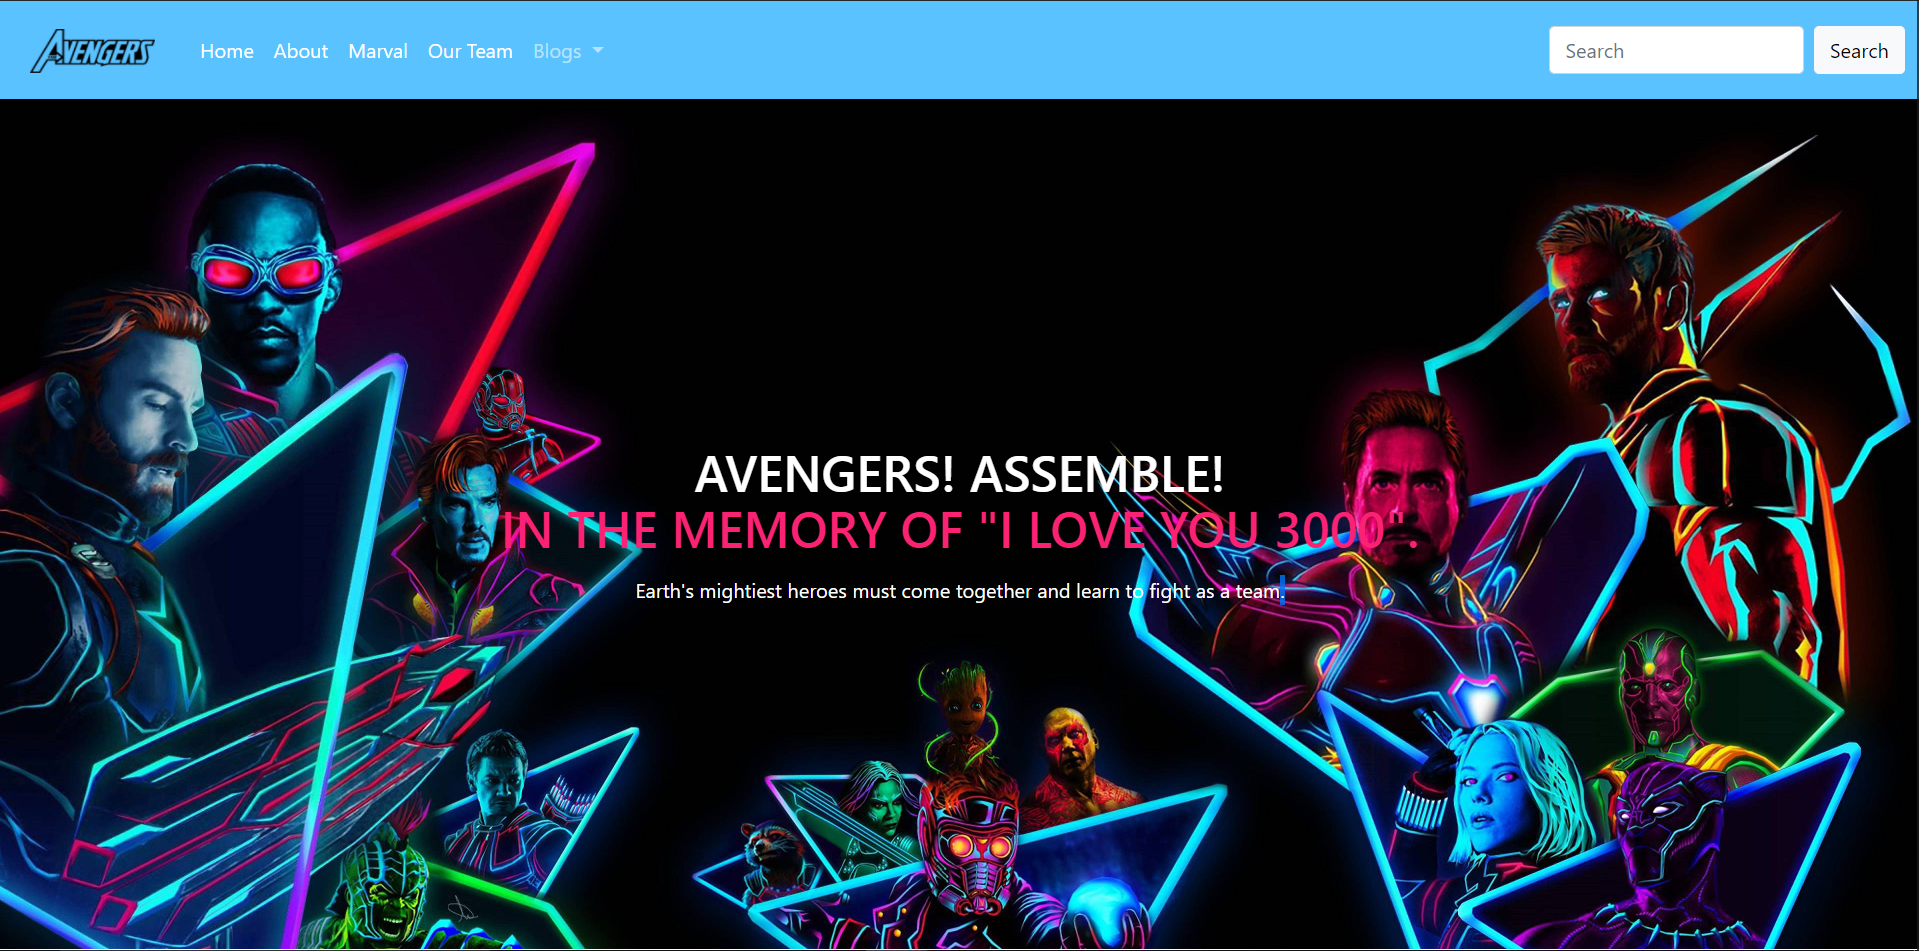 AVENGERS
Home About Marval Our Team Blogs
Search
Search
AVENGERS! ASSEMBLE!
IN THE MEMORY OF "I LOVE YOU 3000".
Earth's mightiest heroes must come together and learn to fight as a team.